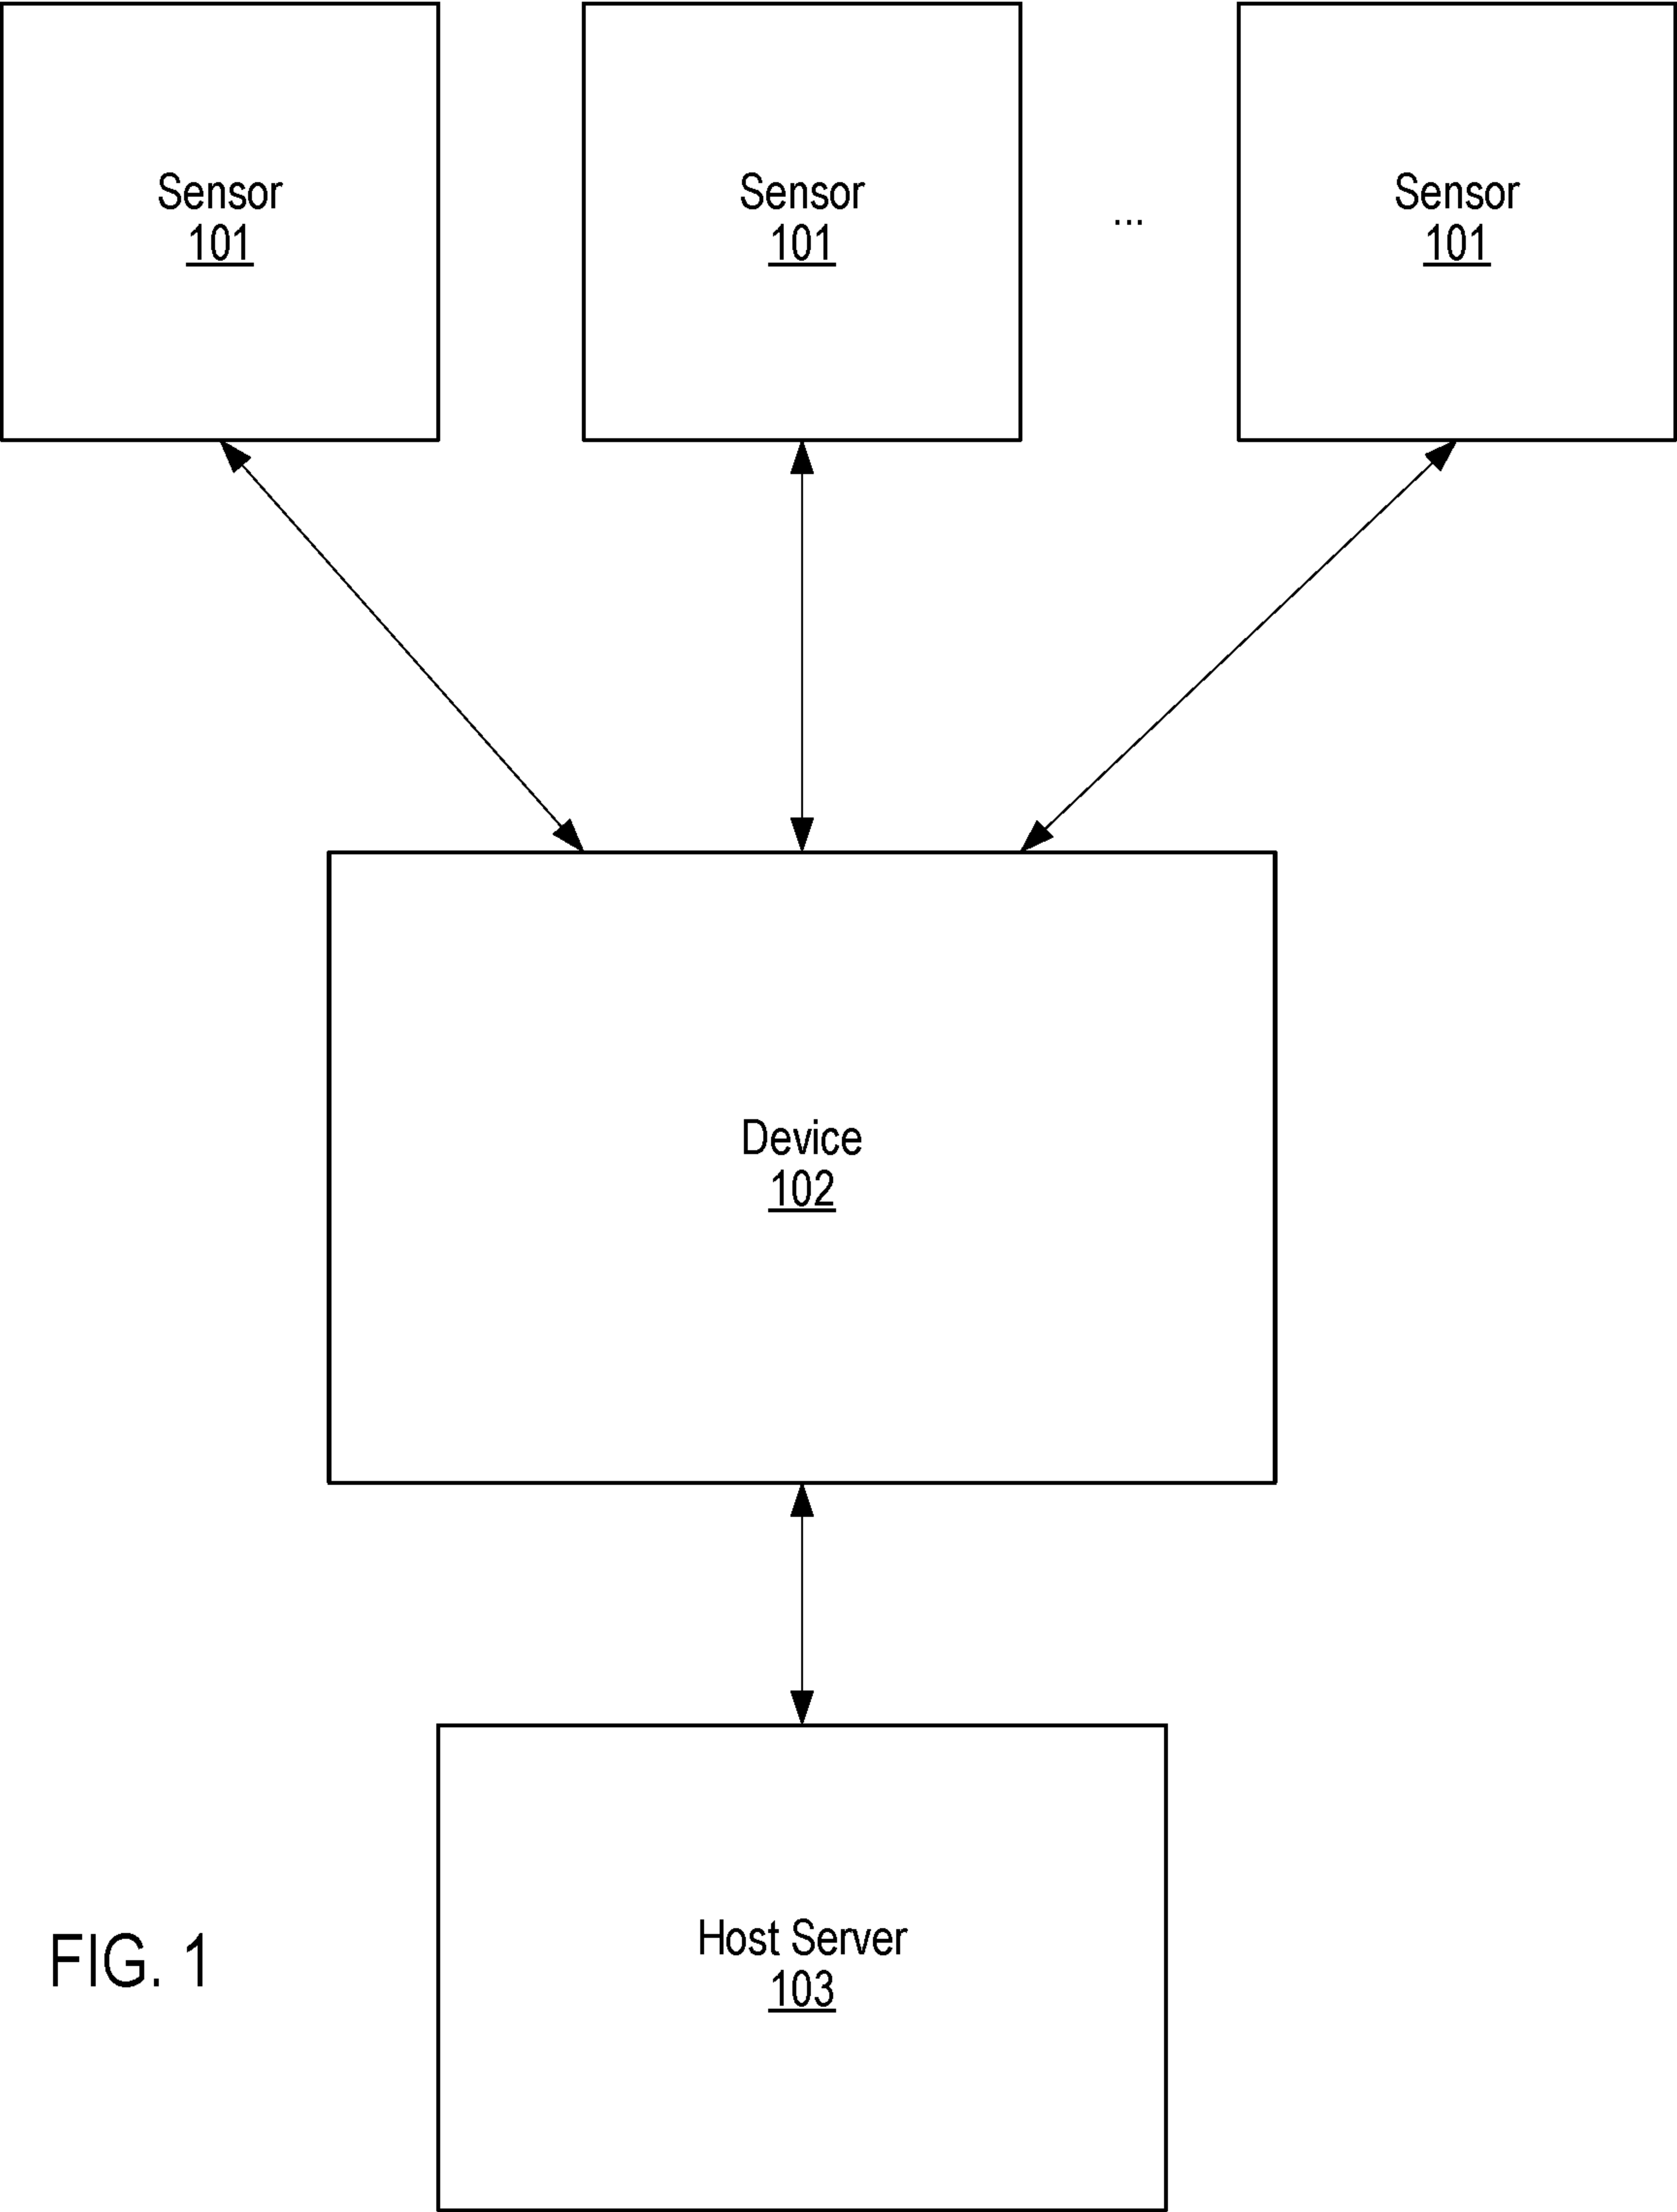 Sensor
101
Sensor
101
...
Sensor
101
Device
102
Host Server
103
FIG. 1